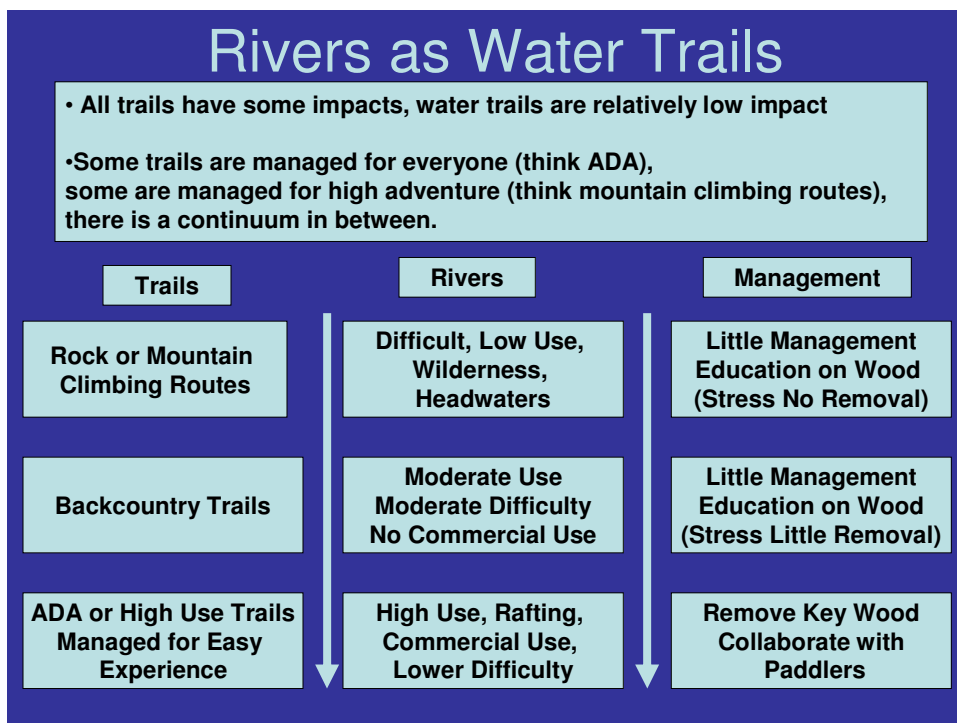 Rivers as Water Trails
• All trails have some impacts, water trails are relatively low impact
•Some trails are managed for everyone (think ADA),
some are managed for high adventure (think mountain climbing routes),
there is a continuum in between.
Trails
Rivers
Management
Rock or Mountain
Climbing Routes
Difficult, Low Use,
Wilderness,
Headwaters
Little Management
Education on Wood
(Stress No Removal)
Backcountry Trails
Moderate Use
Moderate Difficulty
No Commercial Use
Little Management
Education on Wood
(Stress Little Removal)
ADA or High Use Trails
Managed for Easy
Experience
High Use, Rafting,
Commercial Use,
Lower Difficulty
Remove Key Wood
Collaborate with
Paddlers